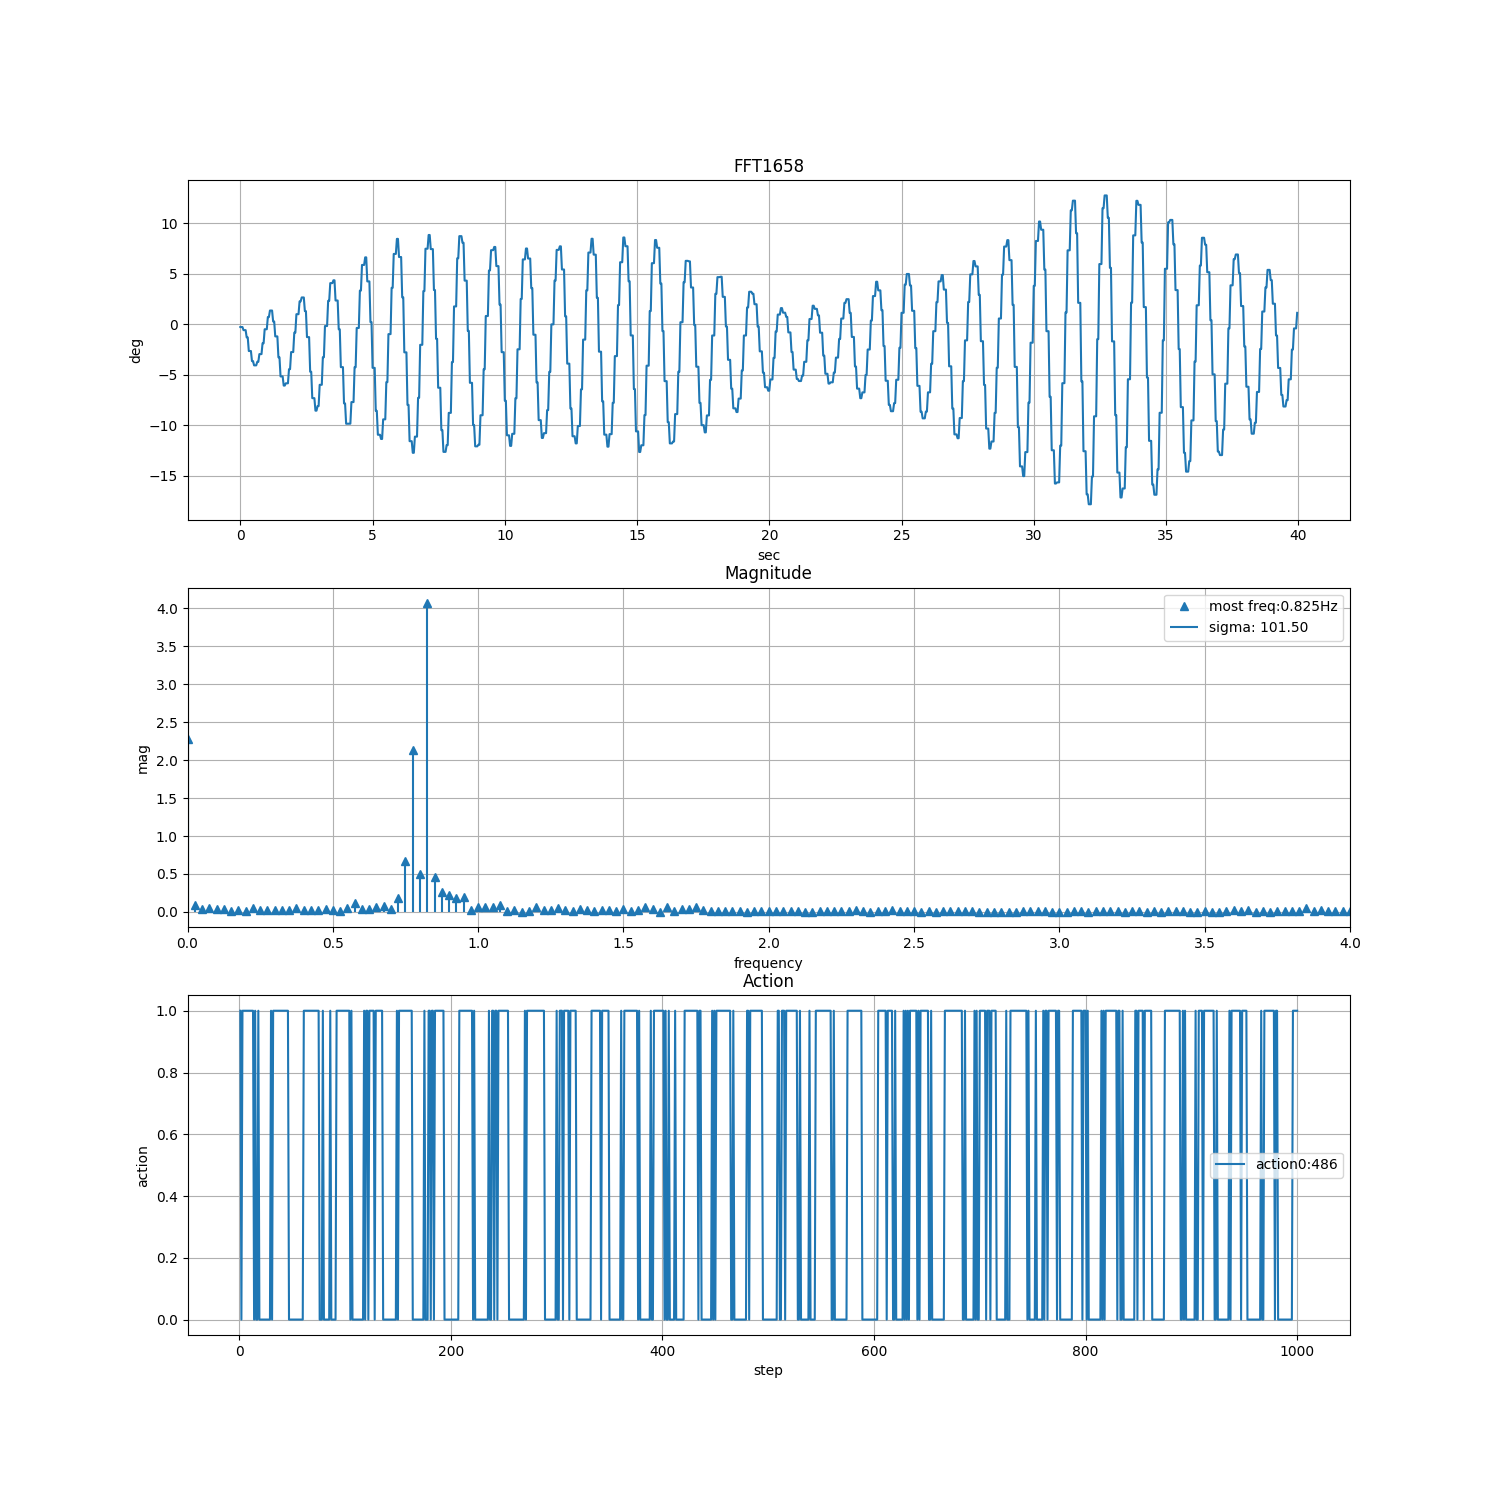 FFT1658
10
5
0
−5
−10
−15
deg
0 5 10 15 20 25 30 35 40
sec
Magnitude
4.0
3.5
3.0
2.5
2.0
1.5
1.0
0.5
0.0
mag
most freq:0.825Hz
sigma: 101.50
0.0 0.5 1.0 1.5 2.0 2.5 3.0 3.5 4.0
frequency
Action
1.0
0.8
0.6
0.4
0.2
0.0
action
action0:486
0 200 400 600 800 1000
step